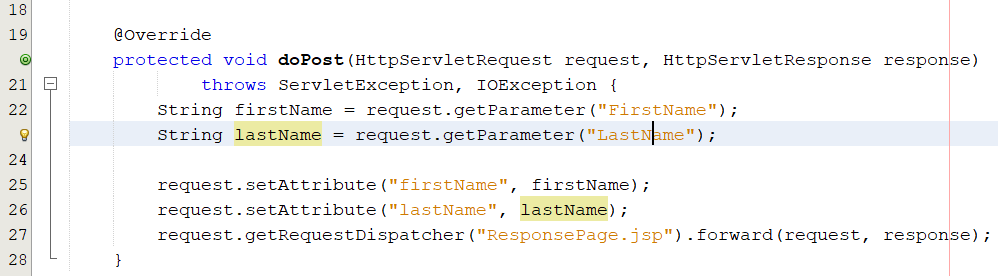 18
19 @Override
protected void doPost(HttpServletRequest request, HttpServletResponse response)
21 throws ServletException, IOException {
22 String firstName = request.getParameter("FirstName");
String lastName = request.getParameter("LastName");
24
25 request.setAttribute("firstName", firstName);
26 request.setAttribute("lastName", lastName);
27 request.getRequestDispatcher("ResponsePage.jsp").forward(request, response);
28 }